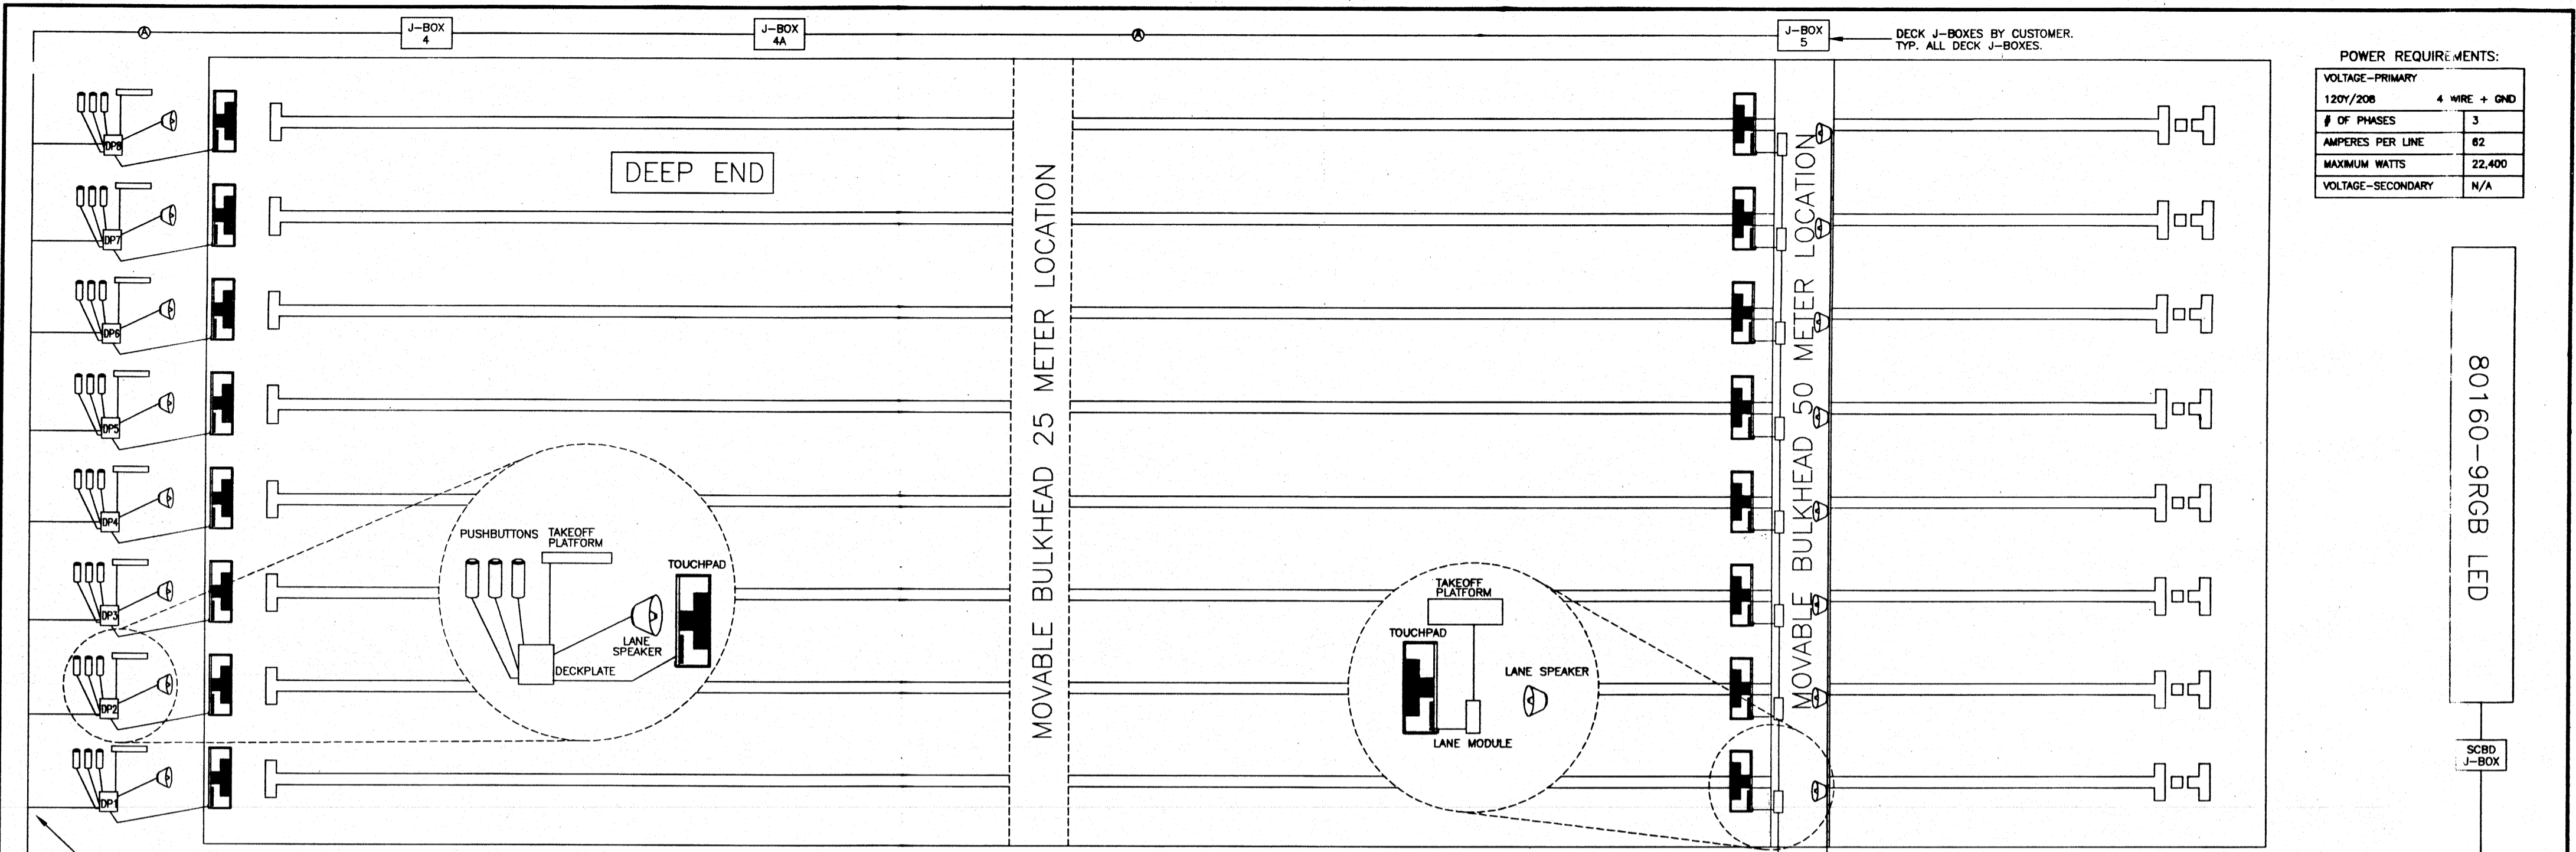 A
J-BOX
4
J-BOX
4A
A
J-BOX
5
DECK J-BOXES BY CUSTOMER.
TYP. ALL DECK J-BOXES.
POWER REQUIREMENTS:
VOLTAGE-PRIMARY
120Y/208 4 WIRE + GND
# OF PHASES 3
AMPERES PER LINE 62
MAXIMUM WATTS 22,400
VOLTAGE-SECONDARY N/A
DP8
DEEP END
DP7
DP6
DP5
DP4
DP3
DP2
DP1
PUSHBUTTONS
TAKEOFF
PLATFORM
TOUCHPAD
LANE
SPEAKER
DECKPLATE
MOVABLE BULKHEAD 25 METER LOCATION
TAKEOFF
PLATFORM
TOUCHPAD
LANE SPEAKER
LANE MODULE
MOVABLE BULKHEAD 50 METER LOCATION
80160-9RGB LED
SCBD
J-BOX